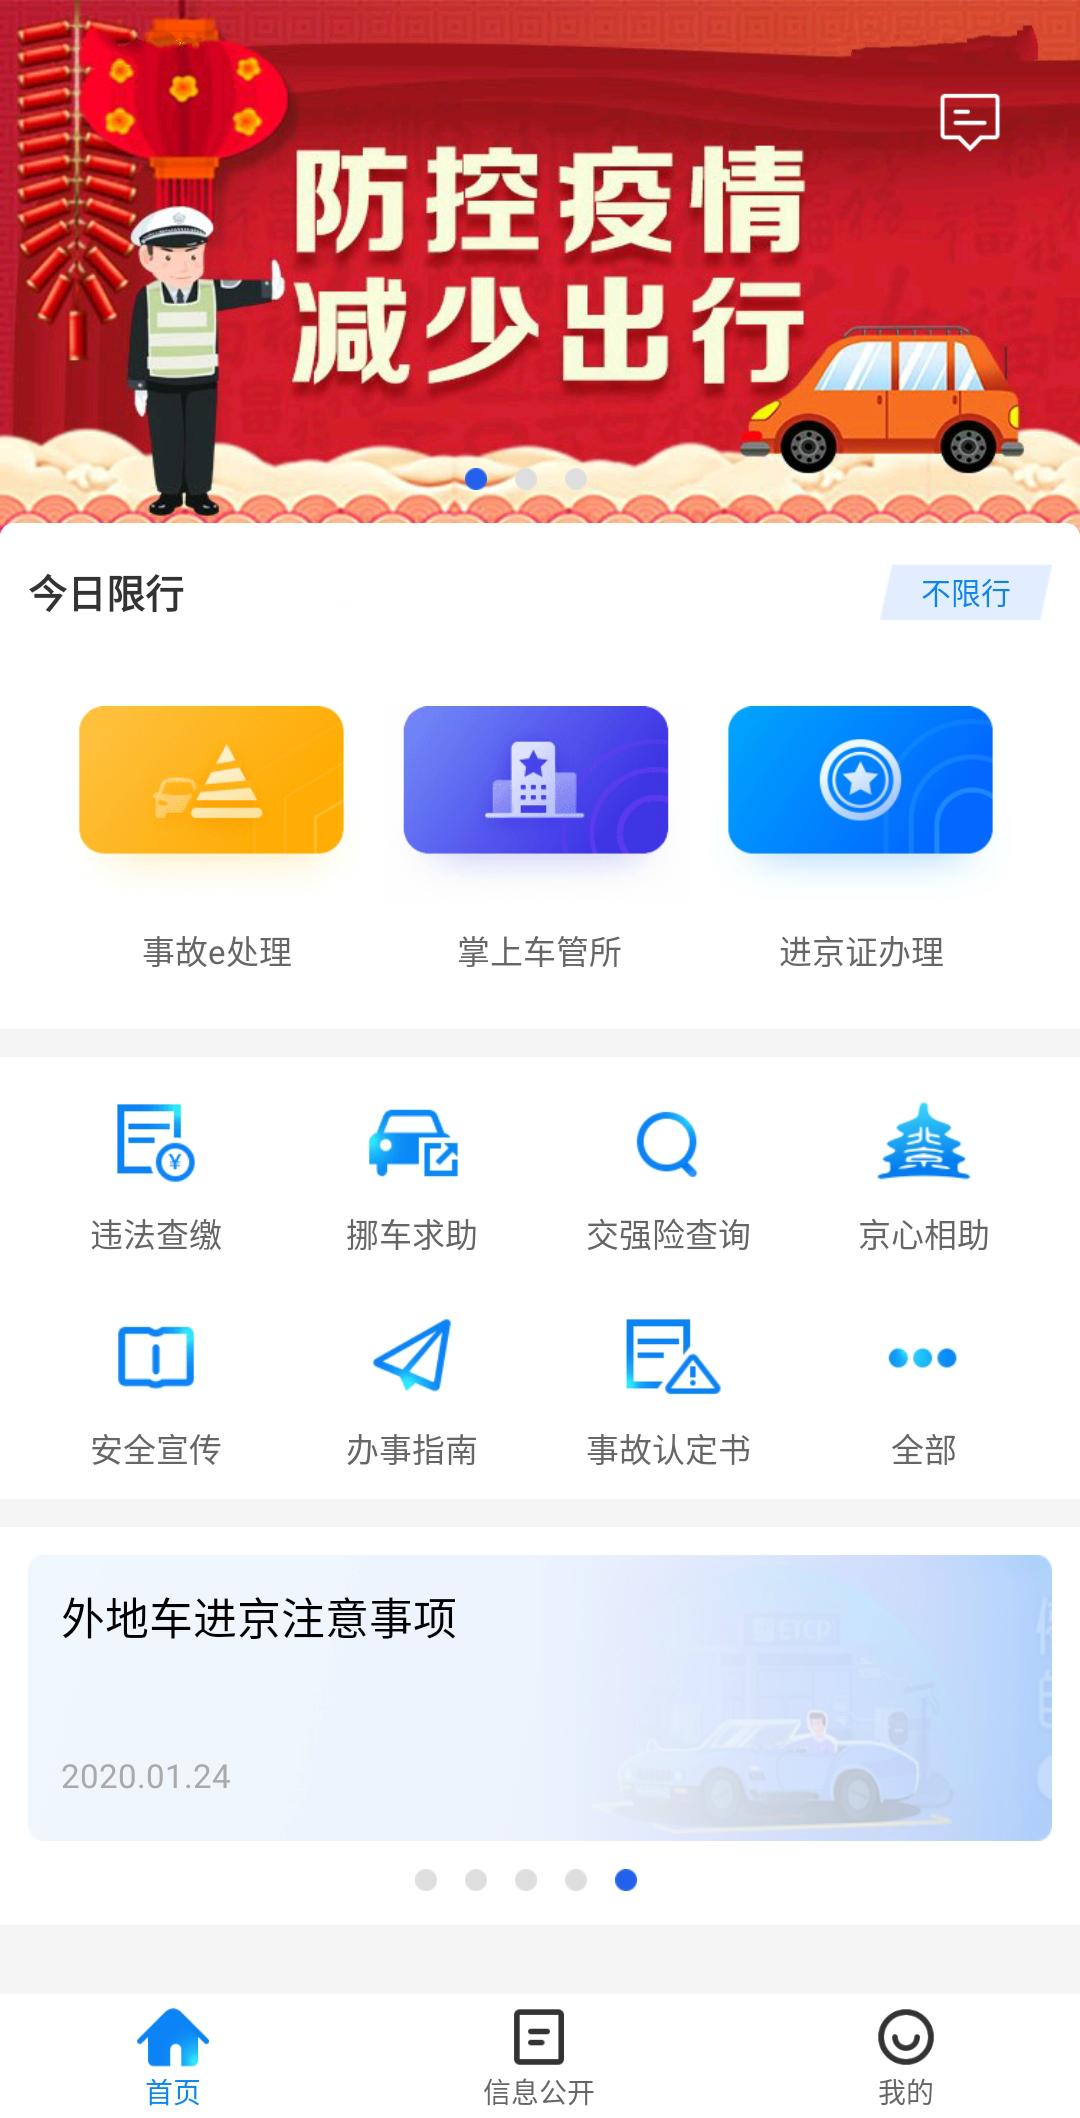 防控疫情
减少出行
今日限行
不限行
事故e处理
掌上车管所
进京证办理
违法查缴
挪车求助
交强险查询
京心相助
安全宣传
办事指南
事故认定书
全部
外地车进京注意事项
ETCP
2020.01.24
首页
信息公开
我的